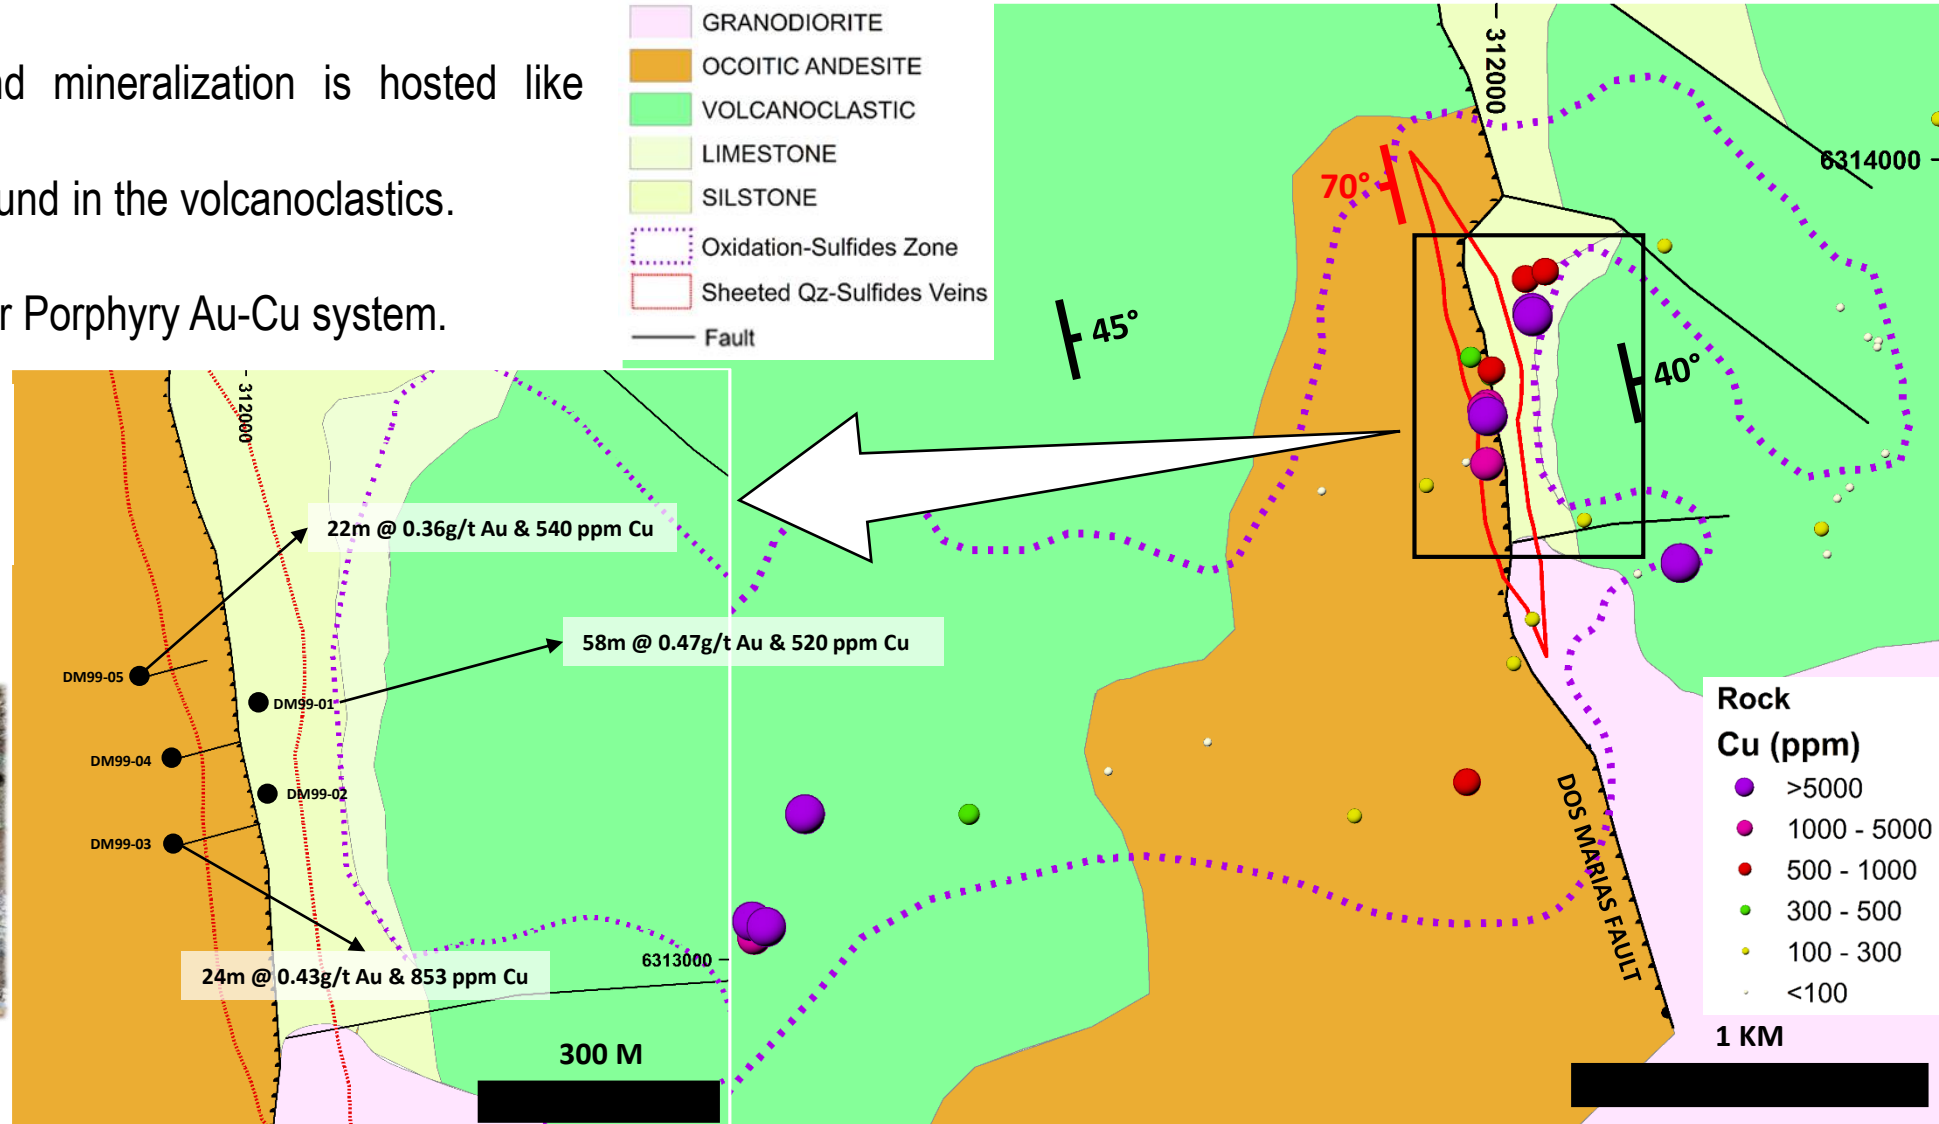 mineralization is hosted like
in the volcanoclastics.
Porphyry Au-Cu system.
GRANODIORITE
OCOITIC ANDESITE
VOLCANOCLASTIC
LIMESTONE
SILSTONE
Oxidation-Sulfides Zone
Sheeted Qz-Sulfides Veins
Fault
312000
6314000
70°
45°
40°
312000
22m @ 0.36g/t Au & 540 ppm Cu
58m @ 0.47g/t Au & 520 ppm Cu
DM99-05
DM99-01
DM99-04
DM99-02
DM99-03
24m @ 0.43g/t Au & 853 ppm Cu
6313000
300 M
DOS MARIAS FAULT
Rock
Cu (ppm)
>5000
1000 - 5000
500 - 1000
300 - 500
100 - 300
<100
1 KM